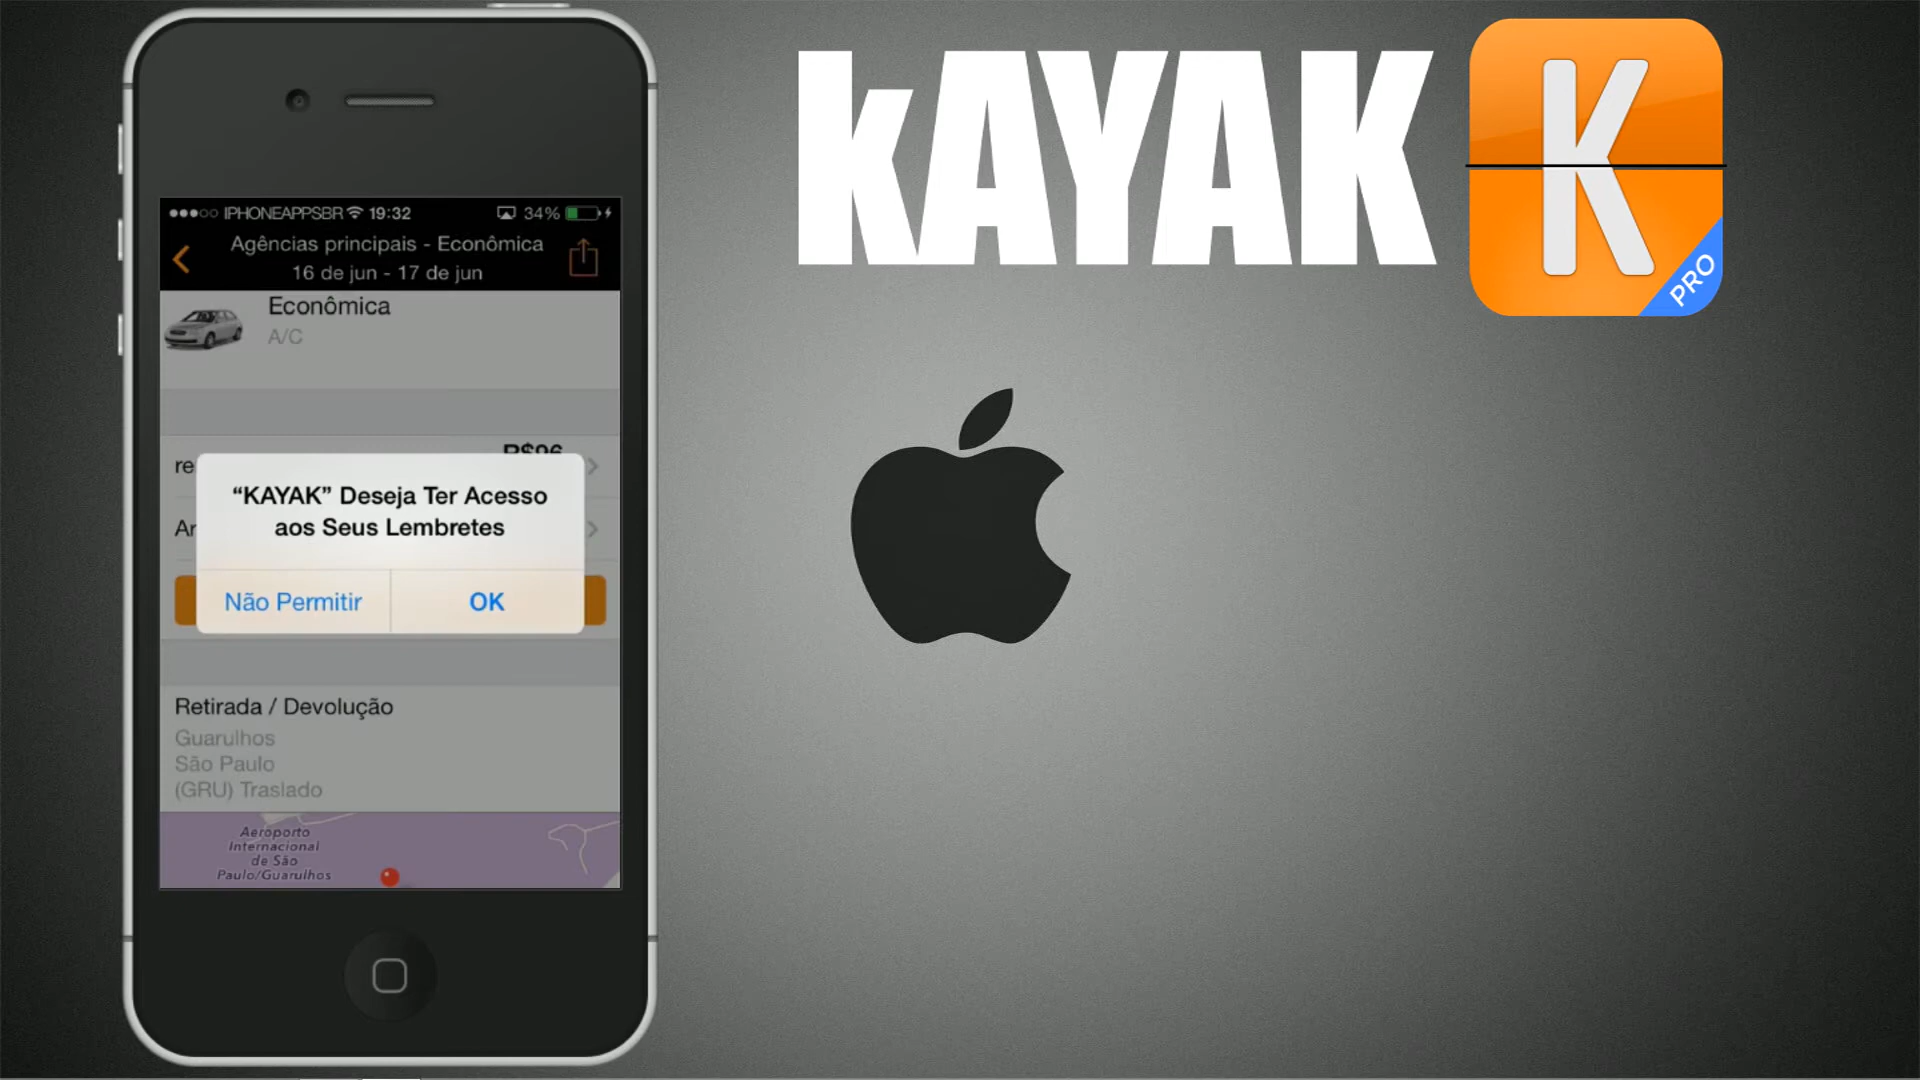 kAYAK
K
PRO
IPHONEAPPSBR 19:32 34%
Agências principais - Econômica
16 de jun - 17 de jun
Econômica
A/C
re
“KAYAK” Deseja Ter Acesso
aos Seus Lembretes
Ar
Não Permitir OK
Retirada / Devolução
Guarulhos
São Paulo
(GRU) Traslado
Aeroporto
Internacional
de São
Paulo/Guarulhos